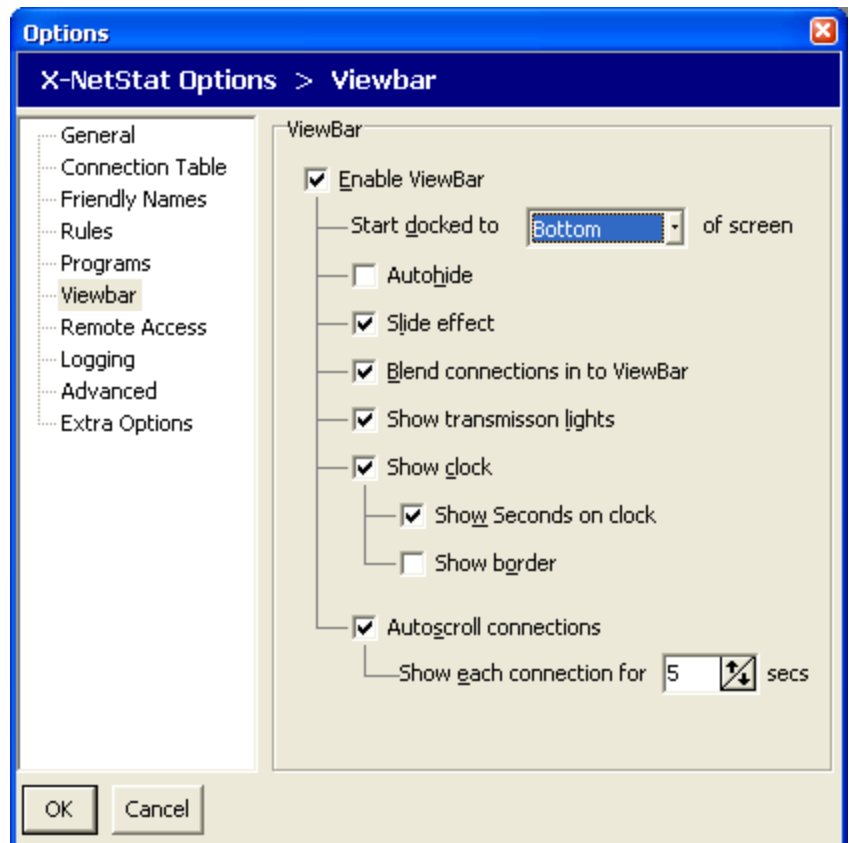 Options
X-NetStat Options > Viewbar
General
Connection Table
Friendly Names
Rules
Programs
Viewbar
Remote Access
Logging
Advanced
Extra Options
ViewBar
Enable ViewBar
Start docked to Bottom of screen
Autohide
Slide effect
Blend connections in to ViewBar
Show transmisson lights
Show clock
Show Seconds on clock
Show border
Autoscroll connections
Show each connection for 5 secs
OK Cancel